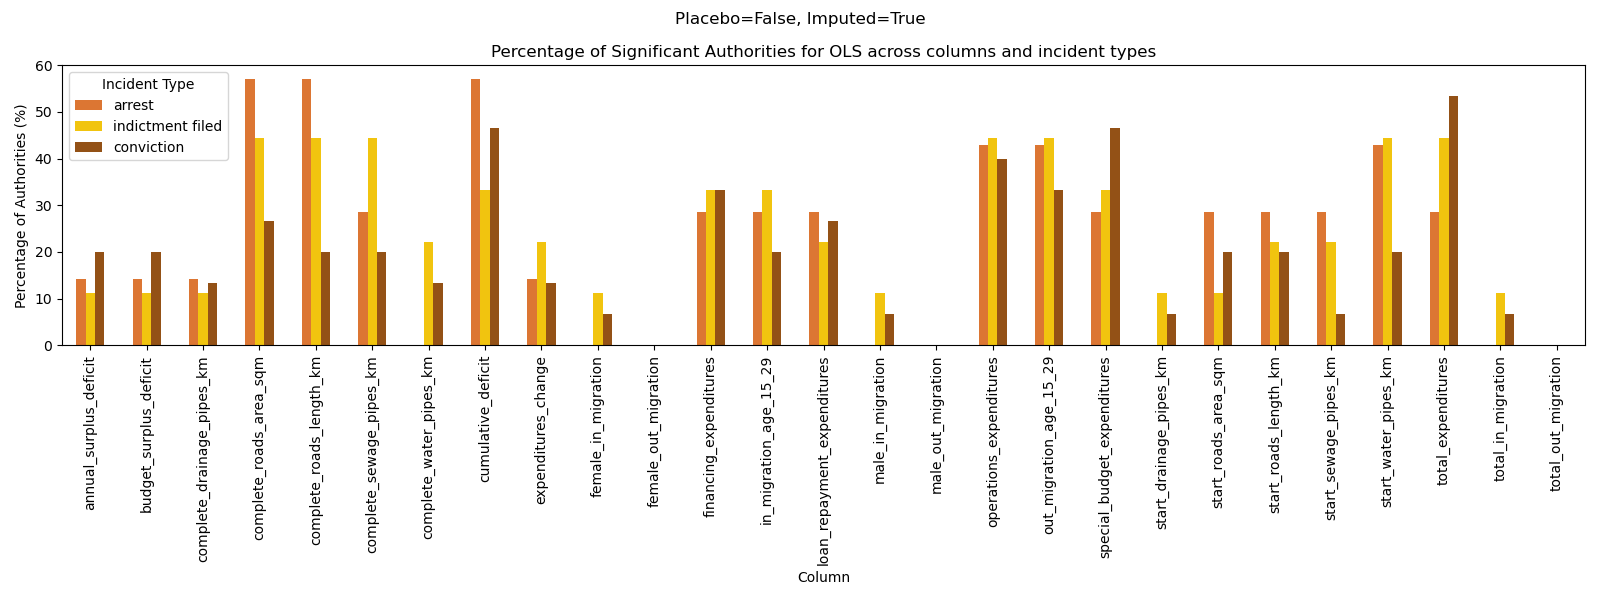 Placebo=False, Imputed=True
Percentage of Significant Authorities for OLS across columns and incident types
Percentage of Authorities (%)
60
50
40
30
20
10
0
Incident Type
arrest
indictment filed
conviction
annual_surplus_deficit
budget_surplus_deficit
complete_drainage_pipes_km
complete_roads_area_sqm
complete_roads_length_km
complete_sewage_pipes_km
complete_water_pipes_km
cumulative_deficit
expenditures_change
female_in_migration
female_out_migration
financing_expenditures
in_migration_age_15_29
loan_repayment_expenditures
male_in_migration
male_out_migration
operations_expenditures
out_migration_age_15_29
special_budget_expenditures
start_drainage_pipes_km
start_roads_area_sqm
start_roads_length_km
start_sewage_pipes_km
start_water_pipes_km
total_expenditures
total_in_migration
total_out_migration
Column